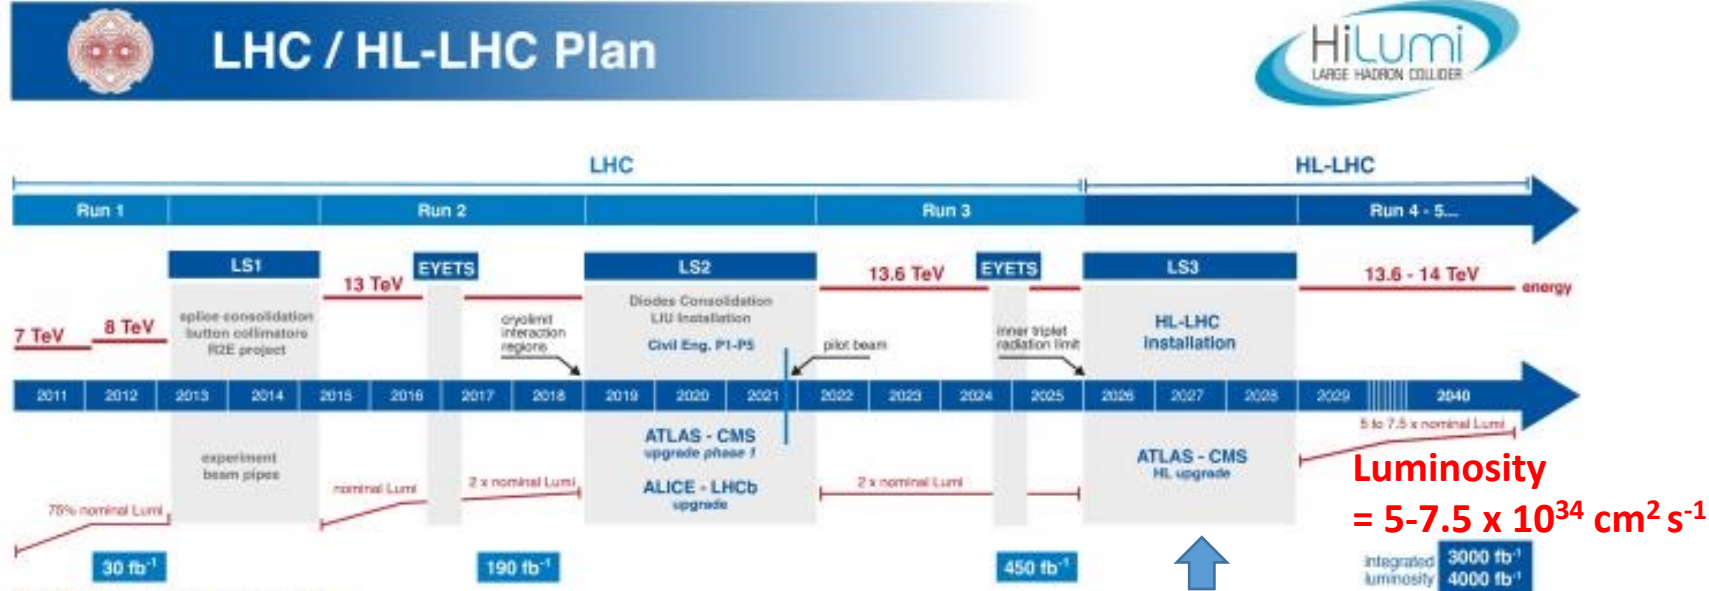 LHC / HL-LHC Plan
HiLumi
LARGE HADRON COLLIDER
LHC
HL-LHC
Run 1
Run 2
Run 3
Run 4 - 5...
LS1
EYETS
LS2
EYETS
LS3
13 TeV
13.6 TeV
13.6 - 14 TeV
energy
7 TeV
8 TeV
splice consolidation
button collimators
R2E project
cryolimit
interaction
regions
Diodes Consolidation
LIU Installation
Civil Eng. P1-P5
pilot beam
inner triplet
radiation limit
HL-LHC
installation
2011
2012
2013
2014
2015
2016
2017
2018
2019
2020
2021
2022
2023
2024
2025
2026
2027
2028
2029
2040
5 to 7.5 x nominal Lumi
experiment
beam pipes
ATLAS - CMS
upgrade phase 1
ALICE - LHCb
upgrade
ATLAS - CMS
HL upgrade
75% nominal Lumi
nominal Lumi
2 x nominal Lumi
2 x nominal Lumi
Luminosity
= 5-7.5 x 10³⁴ cm² s⁻¹
30 fb⁻¹
190 fb⁻¹
450 fb⁻¹
integrated
luminosity
3000 fb⁻¹
4000 fb⁻¹